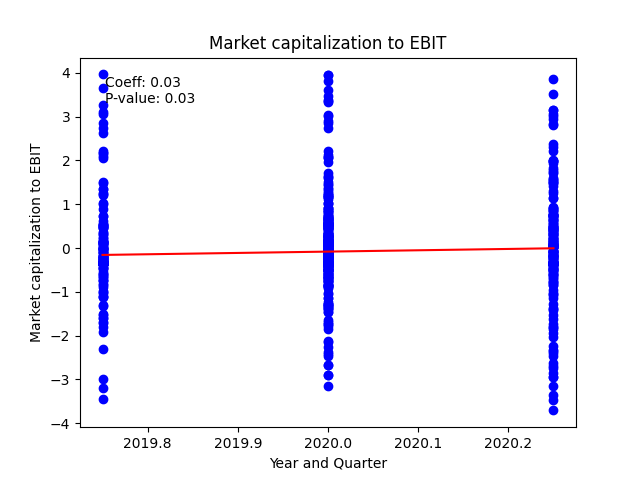 Market capitalization to EBIT
Coeff: 0.03
P-value: 0.03
Market capitalization to EBIT
4
3
2
1
0
−1
−2
−3
−4
2019.8 2019.9 2020.0 2020.1 2020.2
Year and Quarter